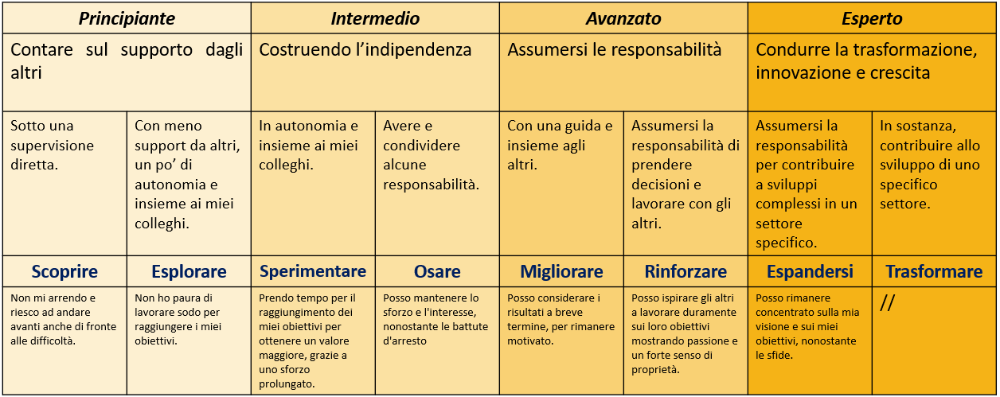 Principiante
Intermedio
Avanzato
Esperto
Contare sul supporto dagli
altri
Costruendo l’indipendenza
Assumersi le responsabilità
Condurre la trasformazione,
innovazione e crescita
Sotto una
supervisione
diretta.
Con meno
support da altri,
un po’ di
autonomia e
insieme ai miei
colleghi.
In autonomia e
insieme ai miei
colleghi.
Avere e
condividere
alcune
responsabilità.
Con una guida e
insieme agli
altri.
Assumersi la
responsabilità di
prendere
decisioni e
lavorare con gli
altri.
Assumersi la
responsabilità
per contribuire
a sviluppi
complessi in un
settore
specifico.
In sostanza,
contribuire allo
sviluppo di uno
specifico
settore.
Scoprire
Esplorare
Sperimentare
Osare
Migliorare
Rinforzare
Espandersi
Trasformare
Non mi arrendo e
riesco ad andare
avanti anche di fronte
alle difficoltà.
Non ho paura di
lavorare sodo per
raggiungere i miei
obiettivi.
Prendo tempo per il
raggiungimento dei
miei obiettivi per
ottenere un valore
maggiore, grazie a
uno sforzo
prolungato.
Posso mantenere lo
sforzo e l'interesse,
nonostante le battute
d'arresto
Posso considerare i
risultati a breve
termine, per rimanere
motivato.
Posso ispirare gli altri
a lavorare duramente
sui loro obiettivi
mostrando passione e
un forte senso di
proprietà.
Posso rimanere
concentrato sulla mia
visione e sui miei
obiettivi, nonostante
le sfide.
//